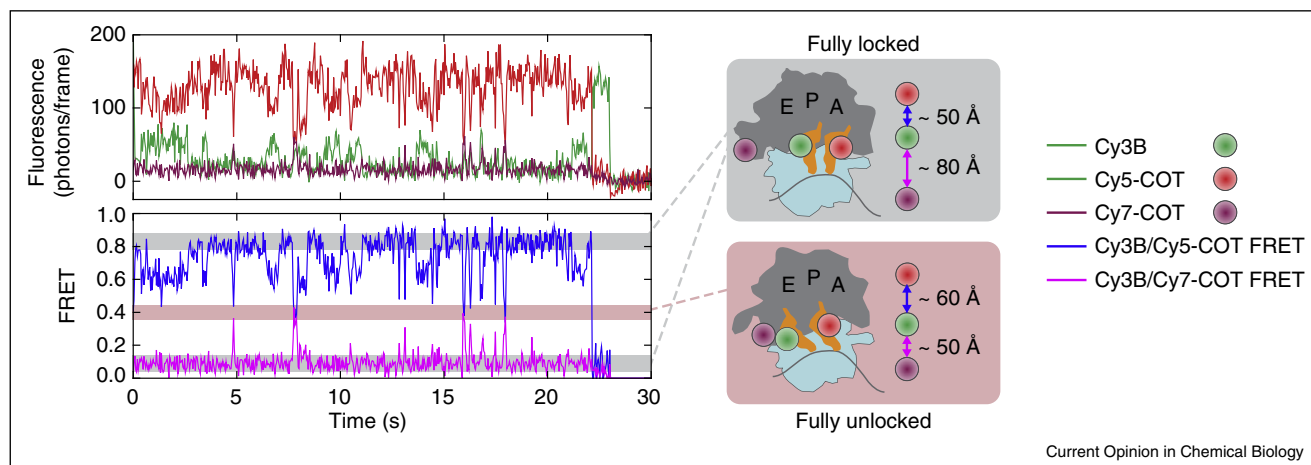 Fluorescence
(photons/frame)
200
100
0
FRET
1.0
0.8
0.6
0.4
0.2
0.0
0
5
10
15
20
25
30
Time (s)
Fully locked
E P A
~ 50 Å
~ 80 Å
E P A
~ 60 Å
~ 50 Å
Fully unlocked
Cy3B
Cy5-COT
Cy7-COT
Cy3B/Cy5-COT FRET
Cy3B/Cy7-COT FRET
Current Opinion in Chemical Biology